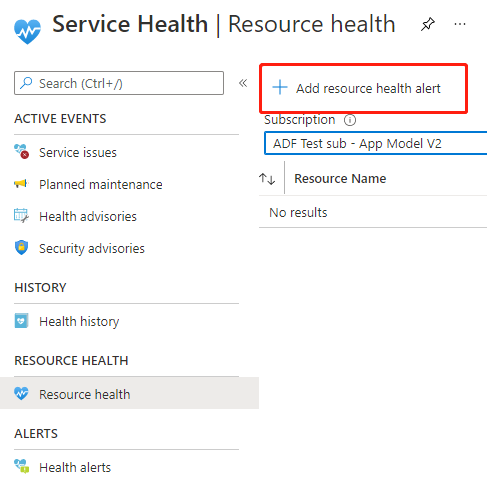 Service Health | Resource health
Search (Ctrl+/)
«
ACTIVE EVENTS
Service issues
Planned maintenance
Health advisories
Security advisories
HISTORY
Health history
RESOURCE HEALTH
Resource health
ALERTS
Health alerts
+ Add resource health alert
Subscription
ADF Test sub - App Model V2
Resource Name
No results